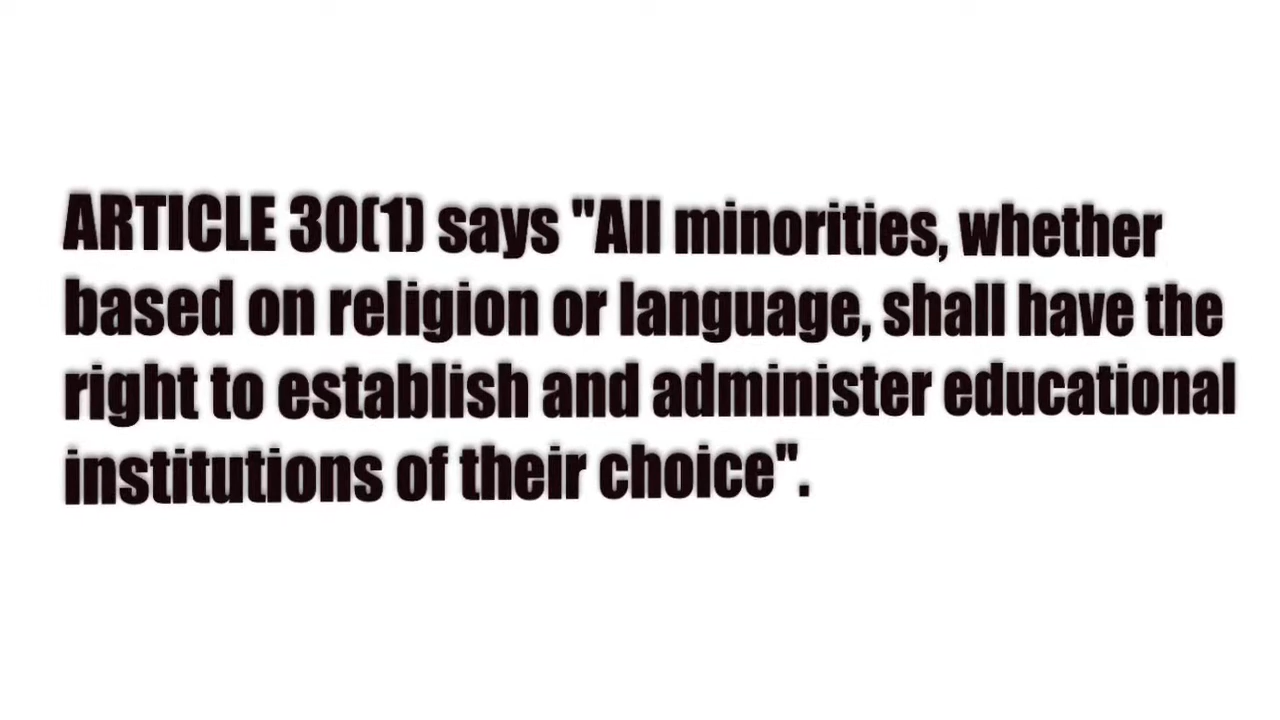 ARTICLE 30(1) says "All minorities, whether
based on religion or language, shall have the
right to establish and administer educational
institutions of their choice".